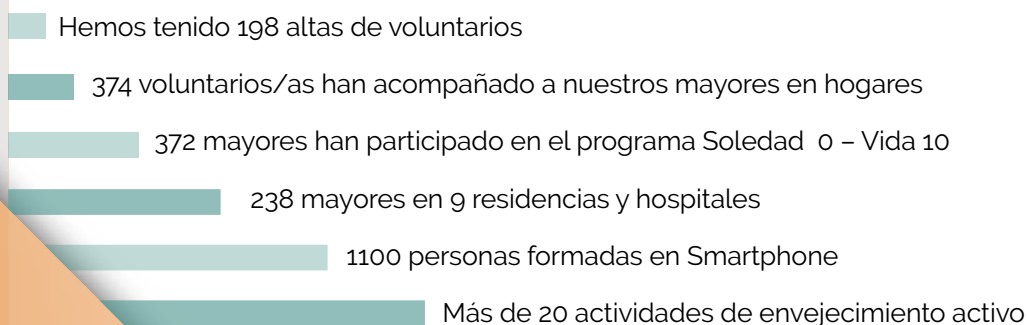 Hemos tenido 198 altas de voluntarios
374 voluntarios/as han acompañado a nuestros mayores en hogares
372 mayores han participado en el programa Soledad 0 – Vida 10
238 mayores en 9 residencias y hospitales
1100 personas formadas en Smartphone
Más de 20 actividades de envejecimiento activo